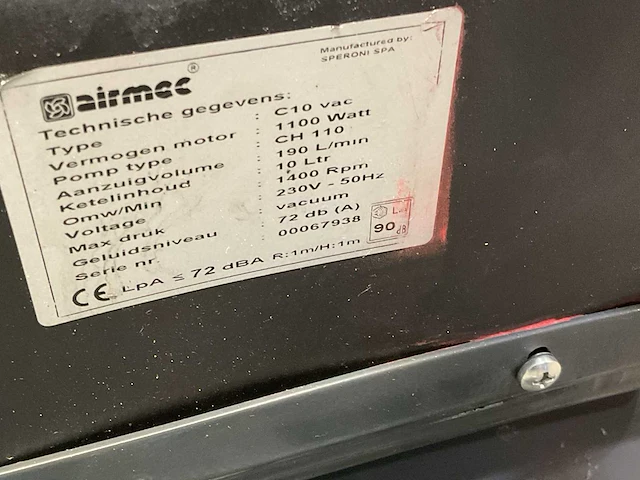 airmec®
Manufactured by:
SPERONI SPA
Technische gegevens:
Type : C10 vac
Vermogen motor : 1100 Watt
Pomp type : CH 110
Aanzuigvolume : 190 L/min
Ketelinhoud : 10 Ltr
Omw/Min : 1400 Rpm
Voltage : 230V - 50Hz
Max druk : vacuum
Geluidsniveau : 72 db (A)
Serie nr. : 00067938
CE LpA ≤ 72 dBA R:1m/H:1m
90 dB